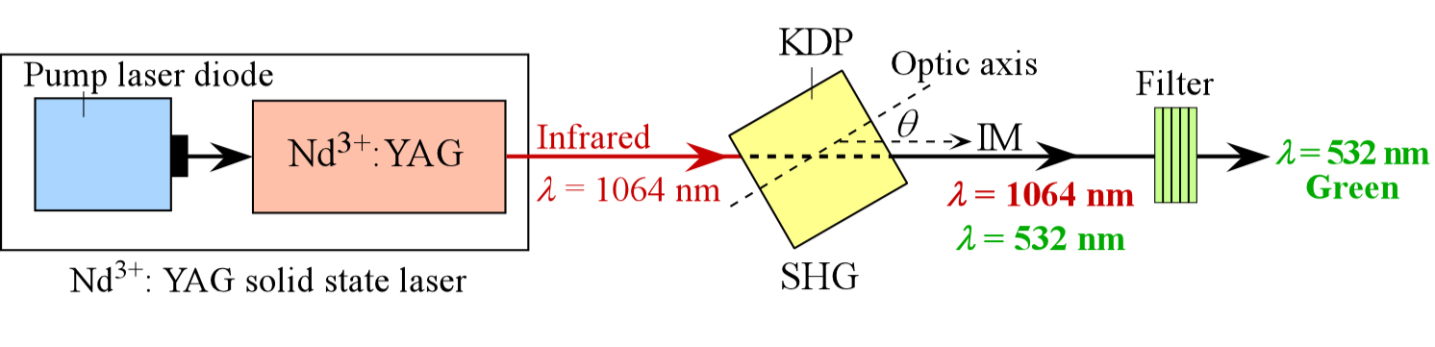 Pump laser diode
Nd³⁺: YAG
Nd³⁺: YAG solid state laser
Infrared
λ = 1064 nm
KDP
SHG
Optic axis
θ
IM
λ = 1064 nm
λ = 532 nm
Filter
λ = 532 nm
Green